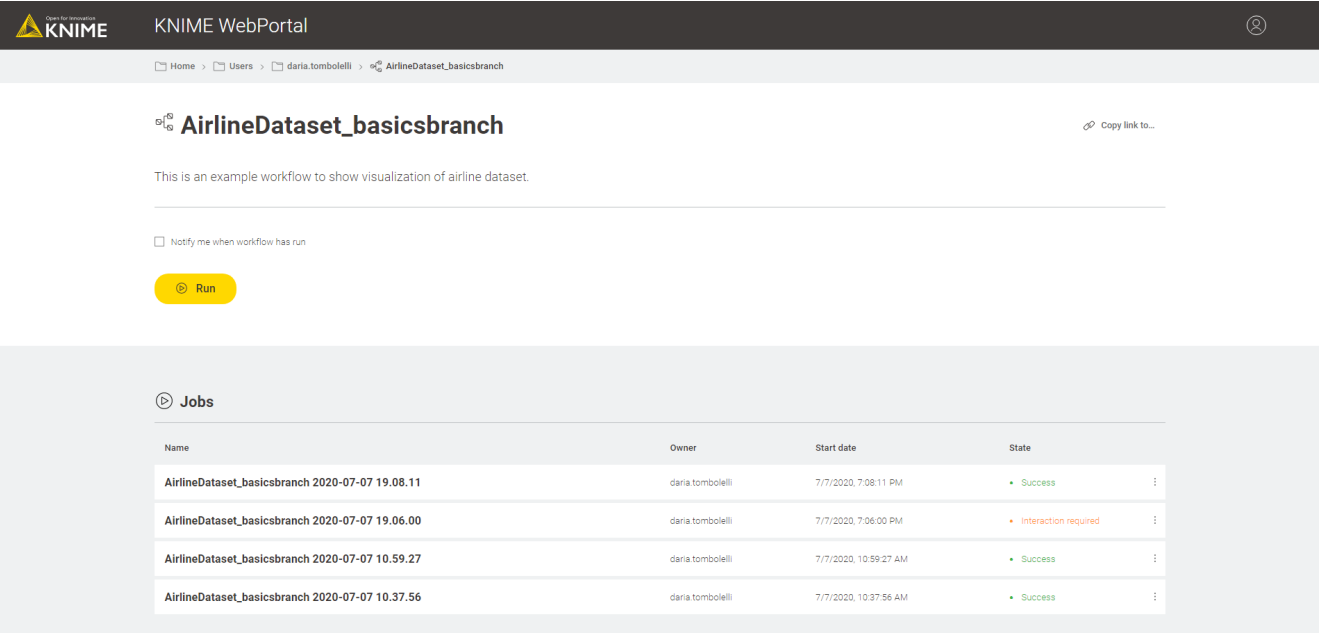 Open for Innovation
KNIME
KNIME WebPortal
Home > Users > daria.tombolelli > AirlineDataset_basicsbranch
AirlineDataset_basicsbranch
Copy link to...
This is an example workflow to show visualization of airline dataset.
Notify me when workflow has run
Run
Jobs
Name Owner Start date State
AirlineDataset_basicsbranch 2020-07-07 19.08.11 daria.tombolelli 7/7/2020, 7:08:11 PM Success
AirlineDataset_basicsbranch 2020-07-07 19.06.00 daria.tombolelli 7/7/2020, 7:06:00 PM Interaction required
AirlineDataset_basicsbranch 2020-07-07 10.59.27 daria.tombolelli 7/7/2020, 10:59:27 AM Success
AirlineDataset_basicsbranch 2020-07-07 10.37.56 daria.tombolelli 7/7/2020, 10:37:56 AM Success